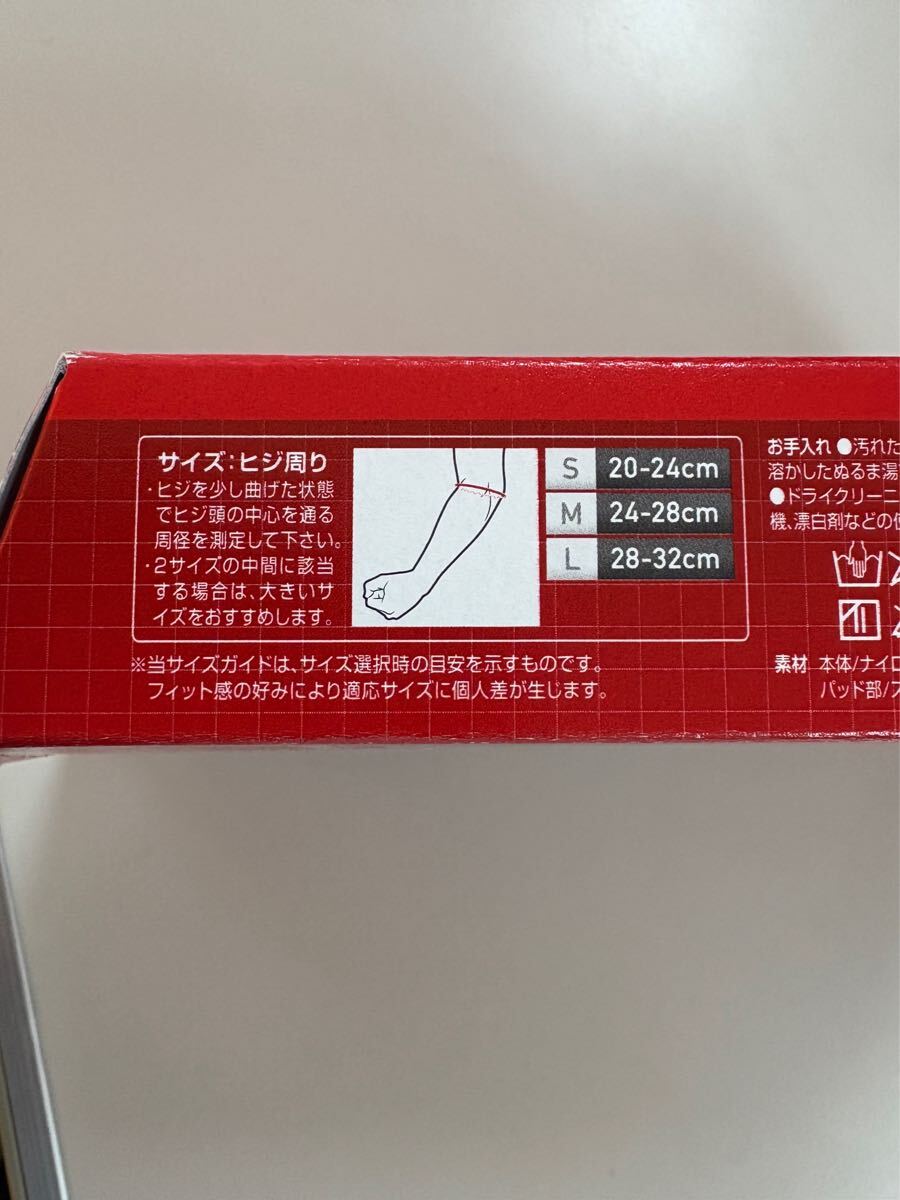 サイズ:ヒジ周り
・ヒジを少し曲げた状態
でヒジ頭の中心を通る
周径を測定して下さい。
・2サイズの中間に該当
する場合は、大きいサ
イズをおすすめします。
S 20-24cm
M 24-28cm
L 28-32cm
※当サイズガイドは、サイズ選択時の目安を示すものです。
フィット感の好みにより適応サイズに個人差が生じます。
お手入れ ●汚れた
溶かしたぬるま湯
●ドライクリーニ
機、漂白剤などの使
素材 本体/ナイロ
パッド部/